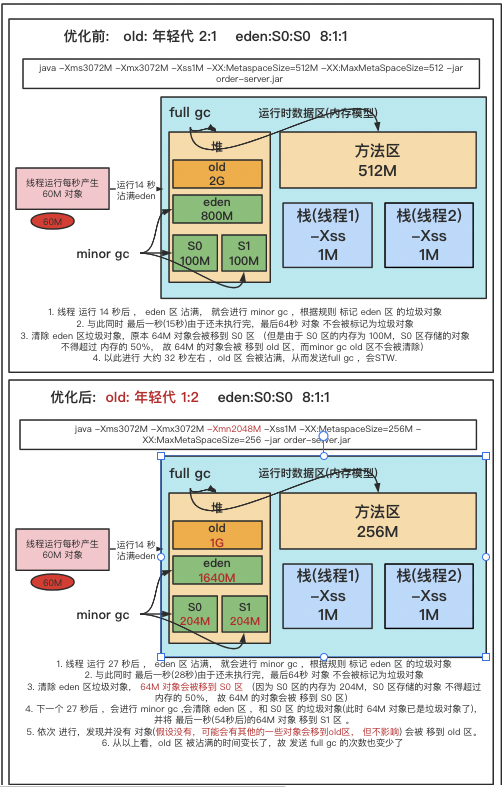 优化前： old: 年轻代 2:1 eden:S0:S0 8:1:1
java –Xms3072M –Xmx3072M –Xss1M –XX:MetaspaceSize=512M –XX:MaxMetaSpaceSize=512 –jar
order-server.jar
full gc
运行时数据区(内存模型)
堆
old
2G
eden
800M
S0
100M
S1
100M
方法区
512M
栈(线程1)
–Xss
1M
栈(线程2)
–Xss
1M
线程运行每秒产生
60M 对象
60M
运行14 秒
沾满eden
minor gc
1. 线程 运行 14 秒后， eden 区 沾满， 就会进行 minor gc ，根据规则 标记 eden 区 的垃圾对象
2. 与此同时 最后一秒(15秒)由于还未执行完，最后64秒 对象 不会被标记为垃圾对象
3. 清除 eden区垃圾对象，原本 64M 对象会被移到 S0 区 （但是由于 S0 区的内存为 100M，S0 区存储的对象
不得超过 内存的 50%， 故 64M 的对象会被 移到 old 区，而minor gc old 区不会被清除）
4. 以此进行 大约 32 秒左右 ，old 区 会被沾满，从而发送full gc ，会STW.
优化后： old: 年轻代 1:2 eden:S0:S0 8:1:1
java –Xms3072M –Xmx3072M –Xmn2048M –Xss1M –XX:MetaspaceSize=256M –
XX:MaxMetaSpaceSize=256 –jar order-server.jar
full gc
运行时数据区(内存模型)
堆
old
1G
eden
1640M
S0
204M
S1
204M
方法区
256M
栈(线程1)
–Xss
1M
栈(线程2)
–Xss
1M
线程运行每秒产生
60M 对象
60M
运行14 秒
沾满eden
minor gc
1. 线程 运行 27 秒后， eden 区 沾满， 就会进行 minor gc ，根据规则 标记 eden 区 的垃圾对象
2. 与此同时 最后一秒(28秒)由于还未执行完，最后64秒 对象 不会被标记为垃圾对象
3. 清除 eden区垃圾对象， 64M 对象会被移到 S0 区 （因为 S0 区的内存为 204M，S0 区存储的对象 不得超过
内存的 50%， 故 64M 的对象会被 移到 S0 区）
4. 下一个 27 秒后 ，会进行 minor gc ,会清除 eden 区 ，和 S0 区 的垃圾对象(此时 64M 对象已是垃圾对象了)，
并将 最后一秒(54秒后)的64M 对象 移到 S1 区 。
5. 依次 进行，发现并没有 对象(假设没有，可能会有其他的一些对象会移到old区， 但不影响) 会被 移到 old 区。
6. 从以上看，old 区 被沾满的时间变长了，故 发送 full gc 的次数也变少了